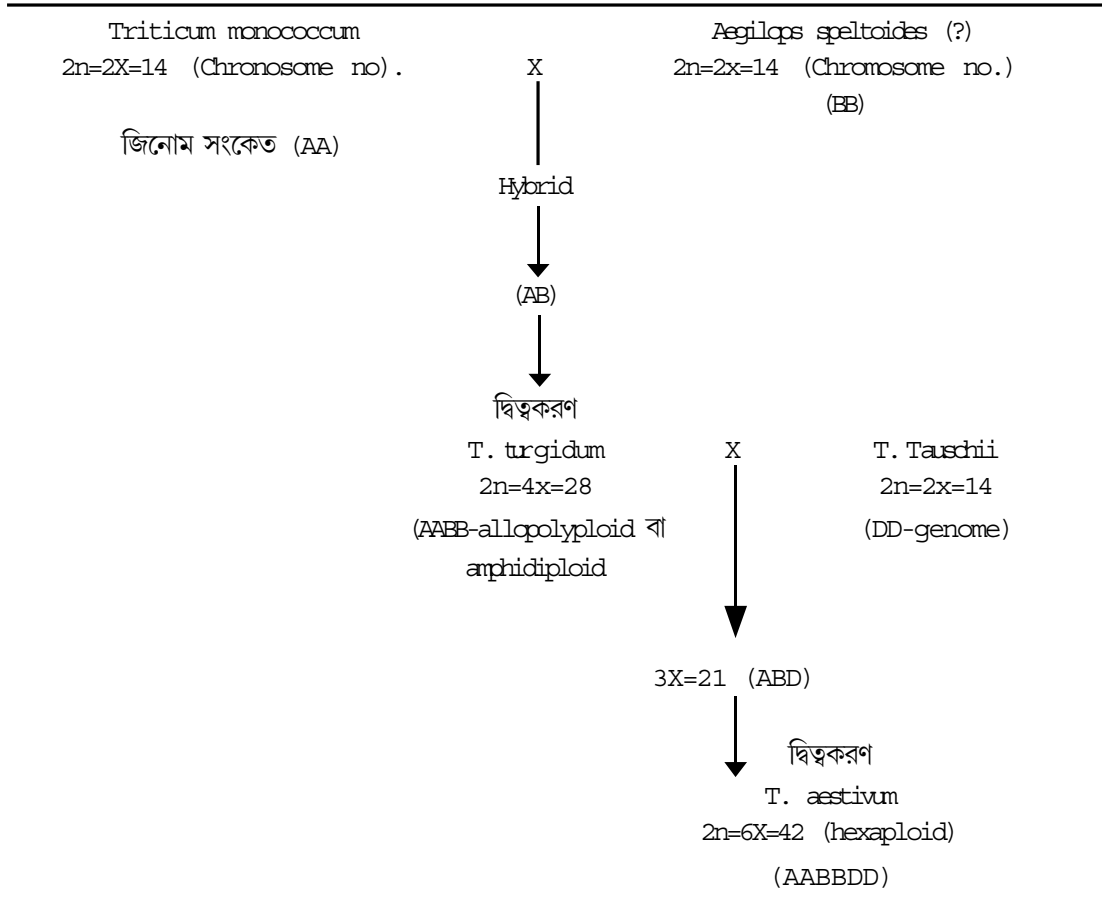 Triticum monococcum
2n=2X=14 (Chronosome no).
জিনোম সংকেত (AA)
X
Aegilops speltoides (?)
2n=2x=14 (Chromosome no.)
(BB)
Hybrid
(AB)
দ্বিত্বকরণ
T. turgidum
2n=4x=28
(AABB-allopolyploid বা
amphidiploid
X
T. Tauschii
2n=2x=14
(DD-genome)
3X=21 (ABD)
দ্বিত্বকরণ
T. aestivum
2n=6X=42 (hexaploid)
(AABBDD)